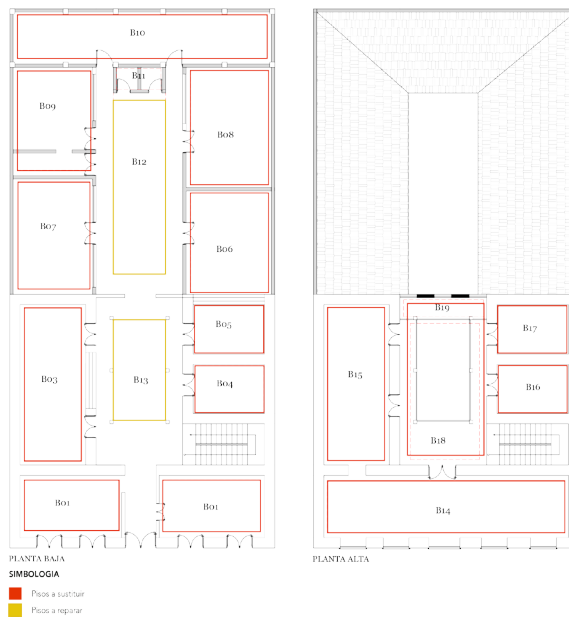 B10
B11
B09
B08
B12
B07
B06
B05
B03
B13
B04
B01
B01
PLANTA BAJA
B19
B17
B15
B16
B18
B14
PLANTA ALTA
SIMBOLOGIA
Pisos a sustituir
Pisos a reparar